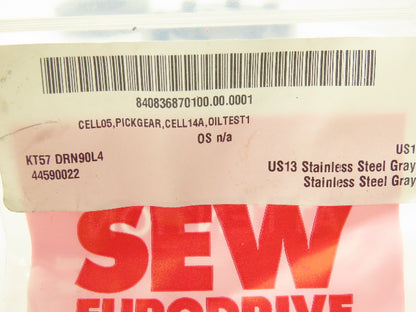 840836870100.00.0001
CELL05,PICKGEAR,CELL14A,OILTEST1
OS n/a
US1
KT57 DRN90L4
US13 Stainless Steel Gray
44590022
Stainless Steel Gray
SEW
EURODRIVE